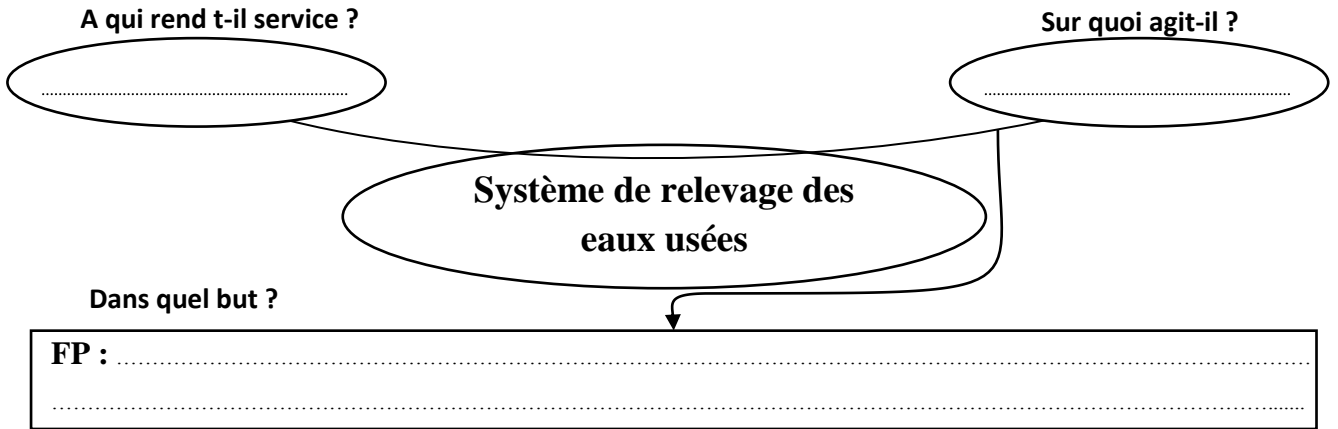 A qui rend t-il service ?
Sur quoi agit-il ?
Système de relevage des
eaux usées
Dans quel but ?
FP :